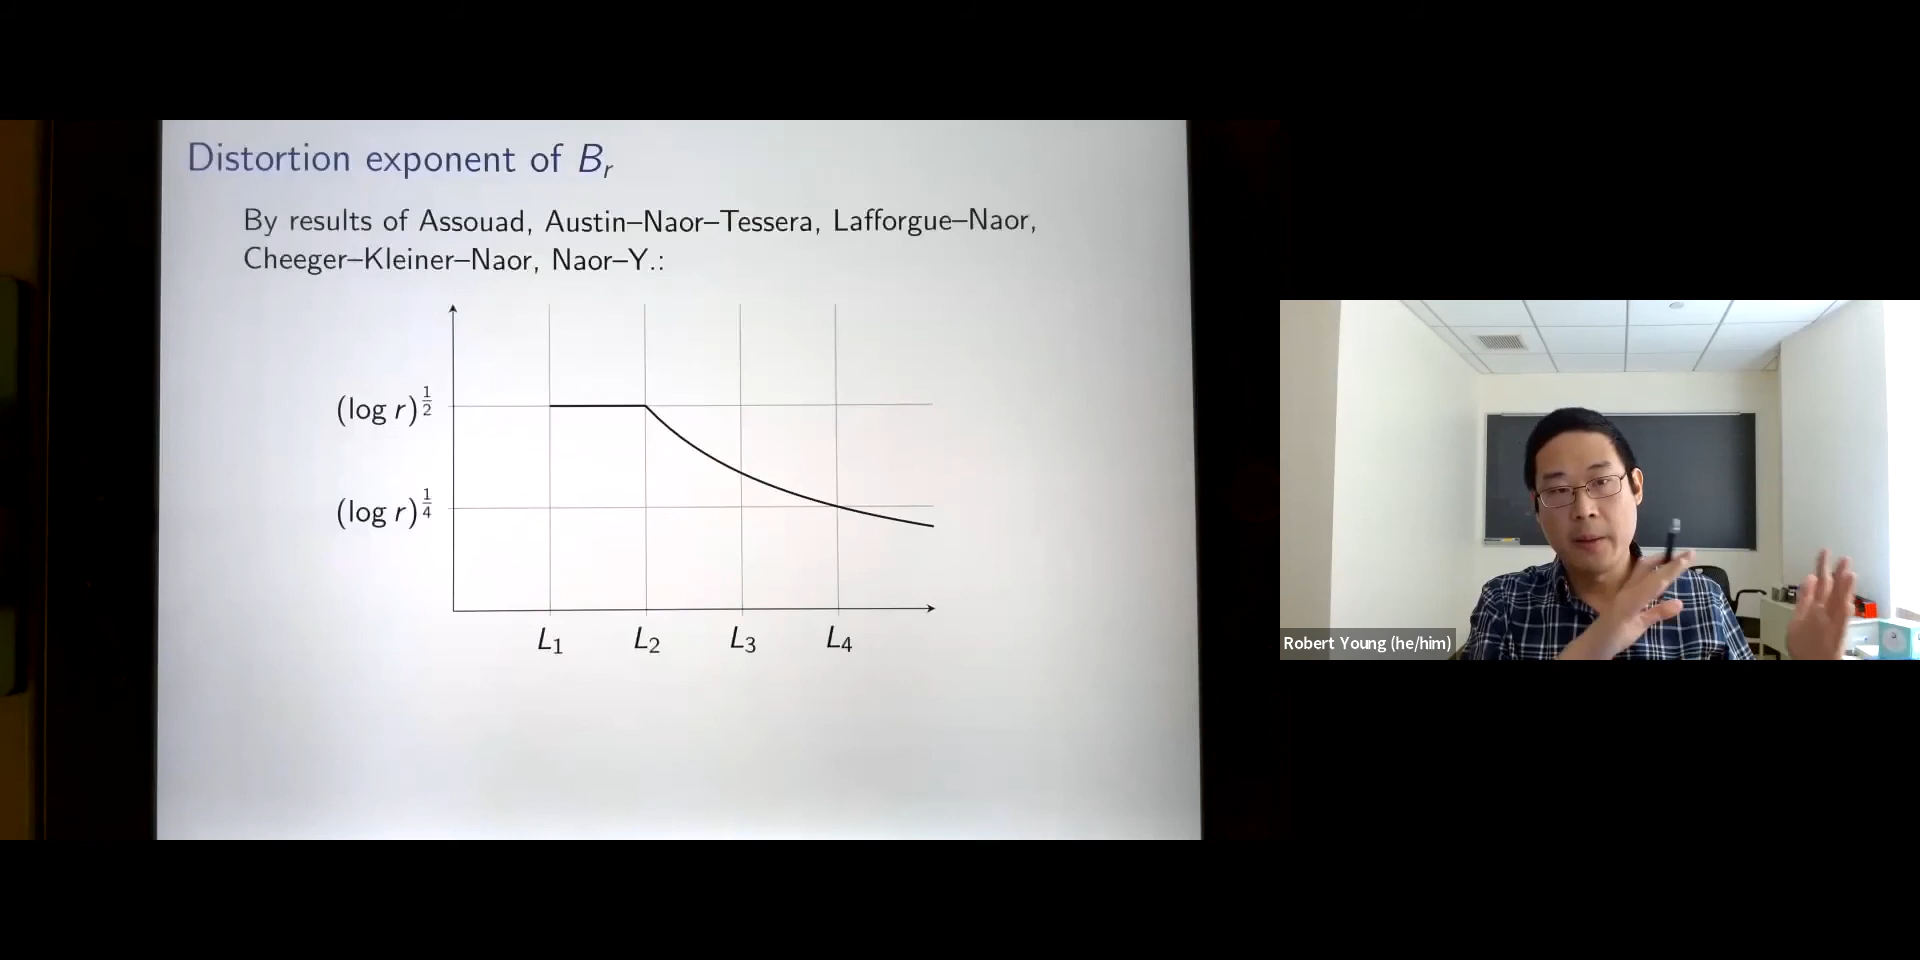 Distortion exponent of B_r
By results of Assouad, Austin–Naor–Tessera, Lafforgue–Naor,
Cheeger–Kleiner–Naor, Naor–Y.:
(log r)^{1/2}
(log r)^{1/4}
L_1 L_2 L_3 L_4
Robert Young (he/him)